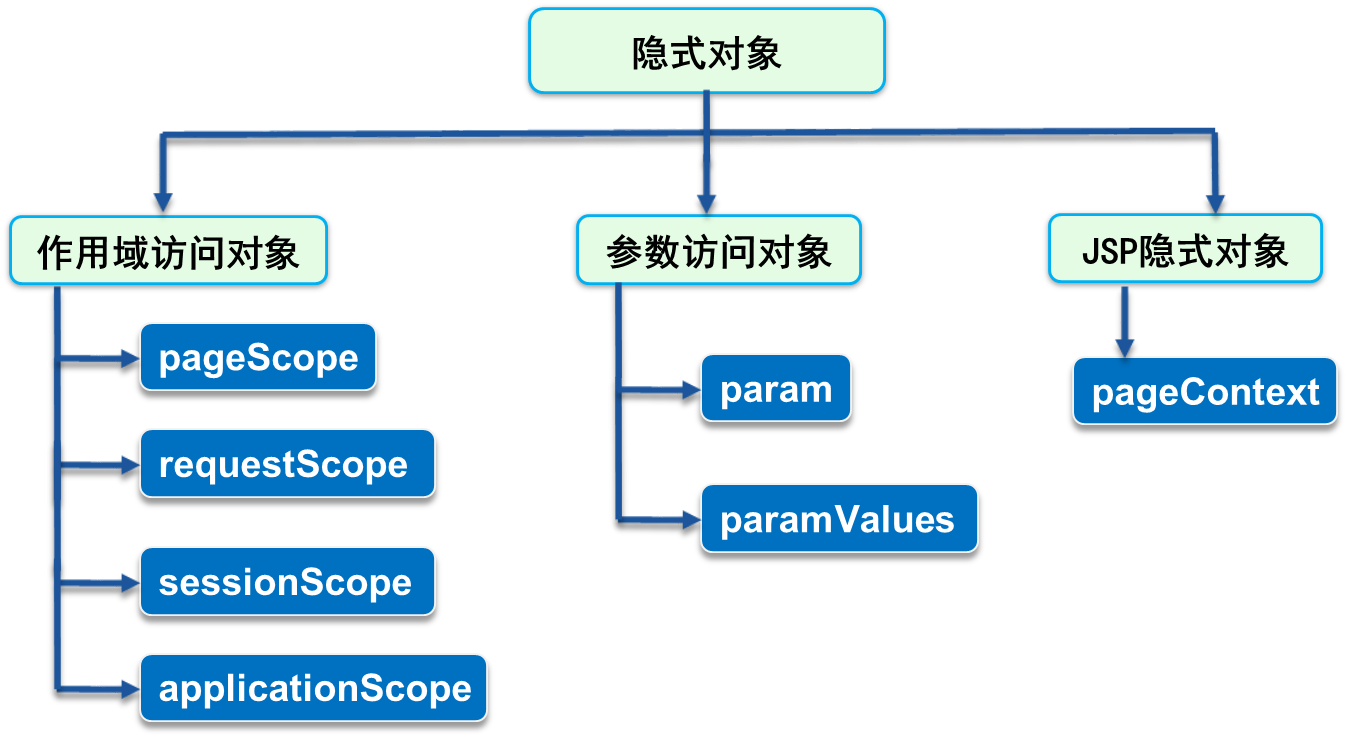 隐式对象
作用域访问对象
pageScope
requestScope
sessionScope
applicationScope
参数访问对象
param
paramValues
JSP隐式对象
pageContext